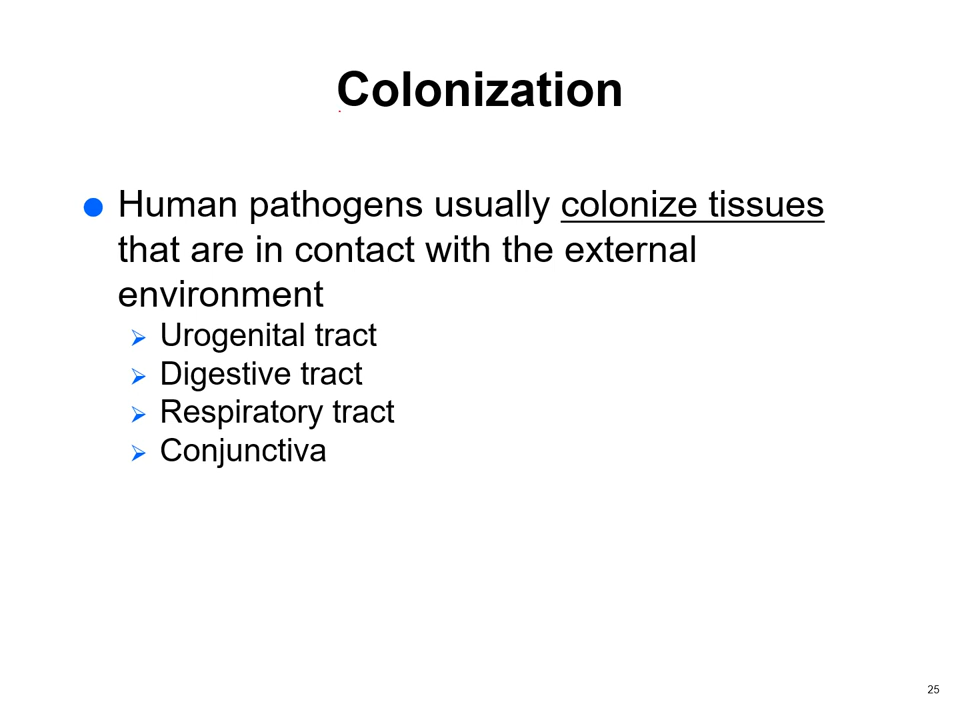 Colonization
Human pathogens usually colonize tissues
that are in contact with the external
environment
Urogenital tract
Digestive tract
Respiratory tract
Conjunctiva
25